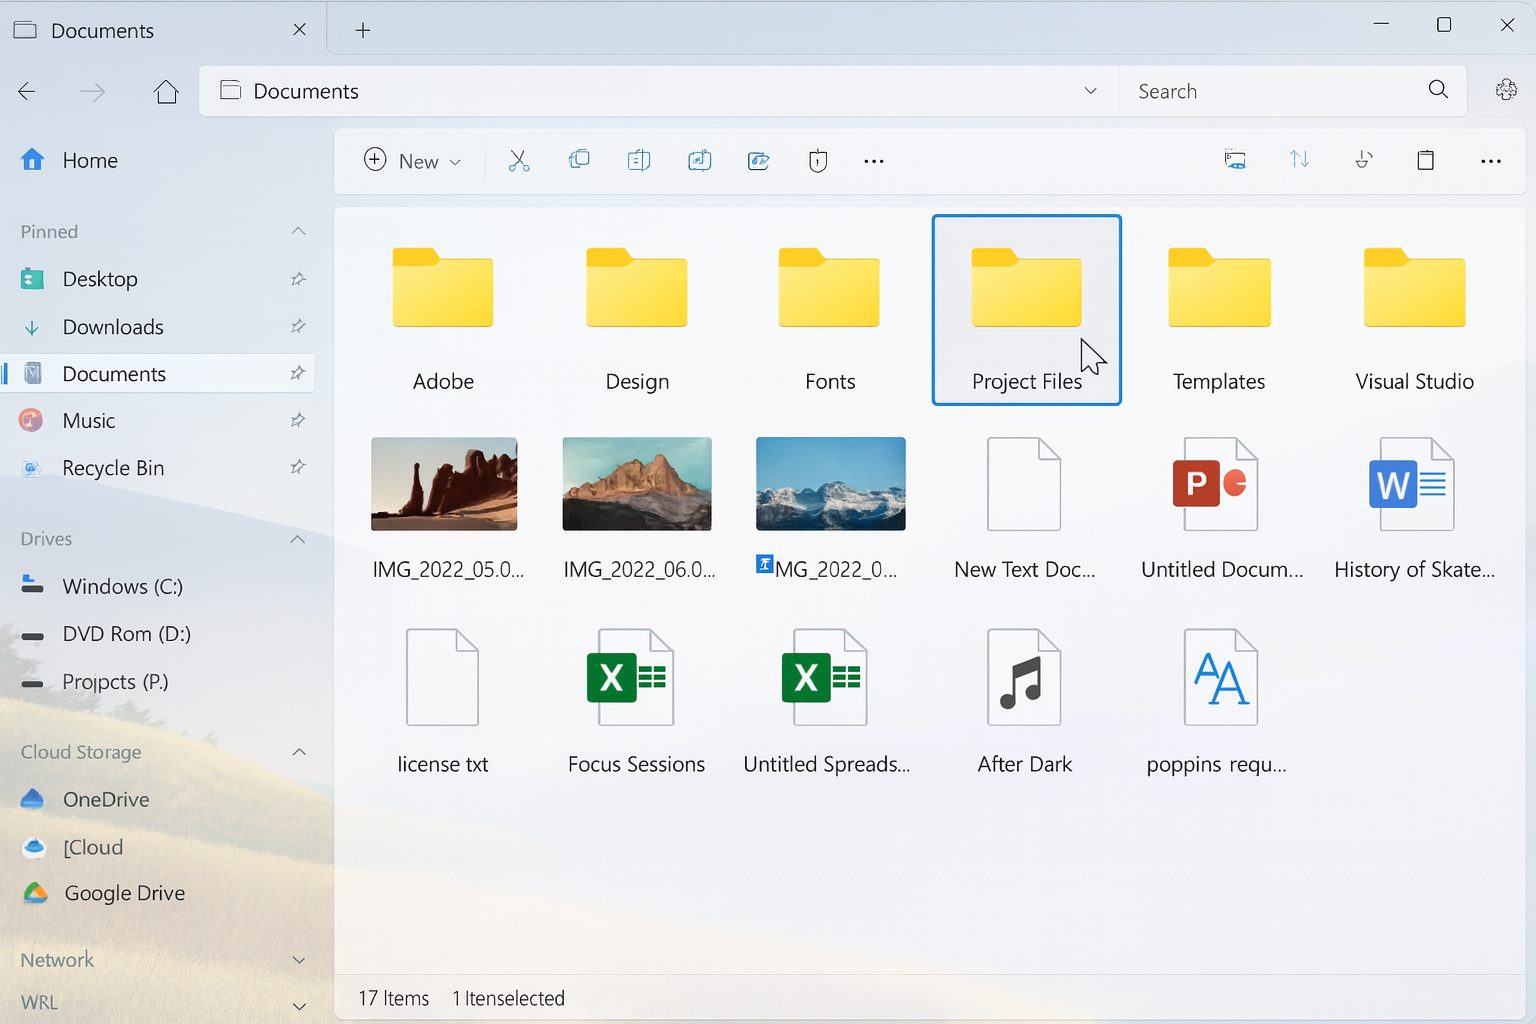 Documents
Documents
Search
Home
New
Pinned
Desktop
Downloads
Documents
Music
Recycle Bin
Drives
Windows (C:)
DVD Rom (D:)
Projpcts (P.)
Cloud Storage
OneDrive
[Cloud
Google Drive
Network
WRL
Adobe
Design
Fonts
Project Files
Templates
Visual Studio
IMG_2022_05.0...
IMG_2022_06.0...
MG_2022_0...
New Text Doc...
P
Untitled Docum...
W
History of Skate...
license txt
X
Focus Sessions
X
Untitled Spreads...
After Dark
AA
poppins requ...
17 Items 1 Itenselected